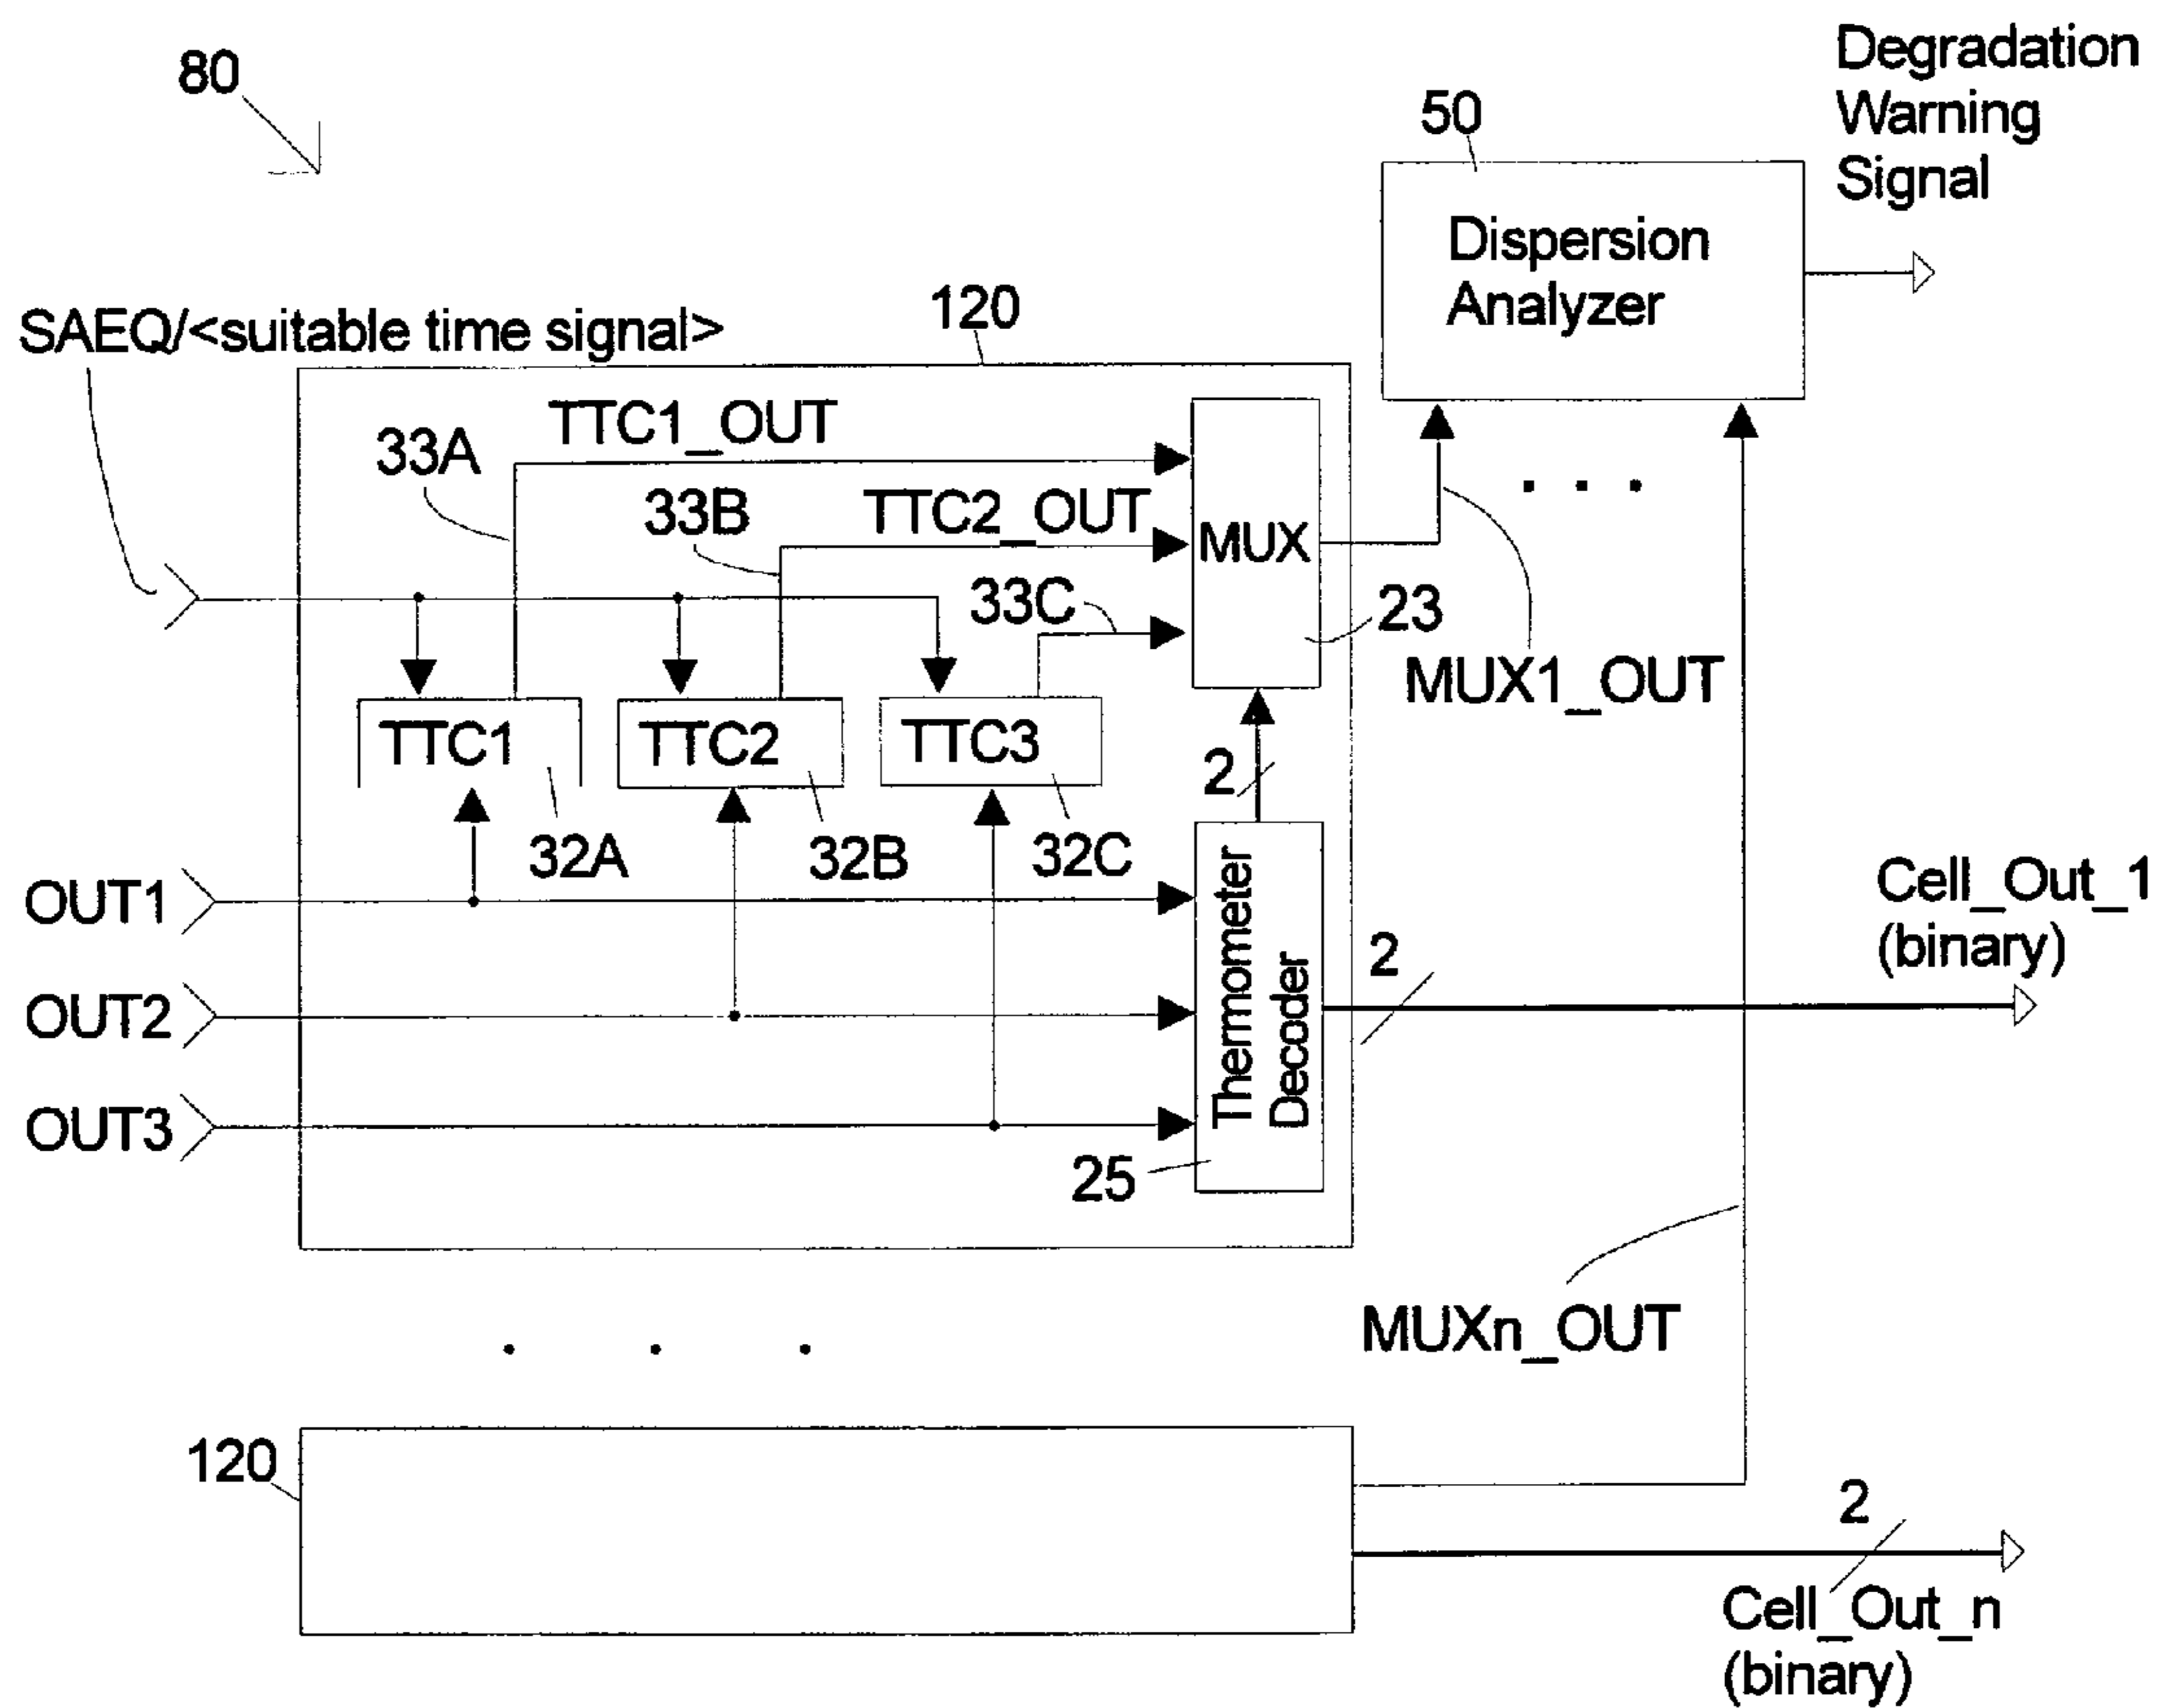 80
Degradation
Warning
Signal
50
Dispersion
Analyzer
SAEQ/<suitable time signal>
120
TTC1_OUT
33A
33B
TTC2_OUT
MUX
33C
23
MUX1_OUT
. . .
TTC1
TTC2
TTC3
2
32A
32B
32C
OUT1
OUT2
OUT3
Thermometer
Decoder
25
2
Cell_Out_1
(binary)
MUXn_OUT
. . .
120
2
Cell_Out_n
(binary)